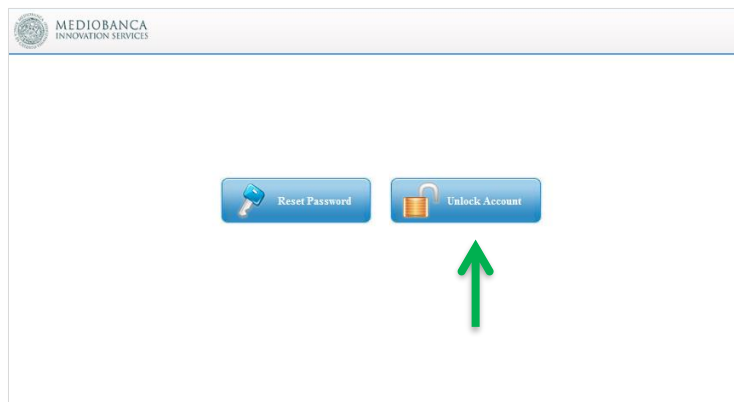 MEDIOBANCA
INNOVATION SERVICES
Reset Password
Unlock Account